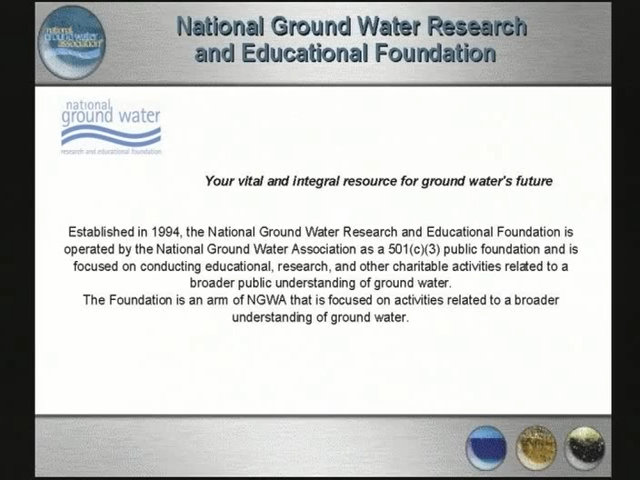 National Ground Water Research
and Educational Foundation
national
ground water
association
national
ground water
research and educational foundation
Your vital and integral resource for ground water's future
Established in 1994, the National Ground Water Research and Educational Foundation is
operated by the National Ground Water Association as a 501(c)(3) public foundation and is
focused on conducting educational, research, and other charitable activities related to a
broader public understanding of ground water.
The Foundation is an arm of NGWA that is focused on activities related to a broader
understanding of ground water.